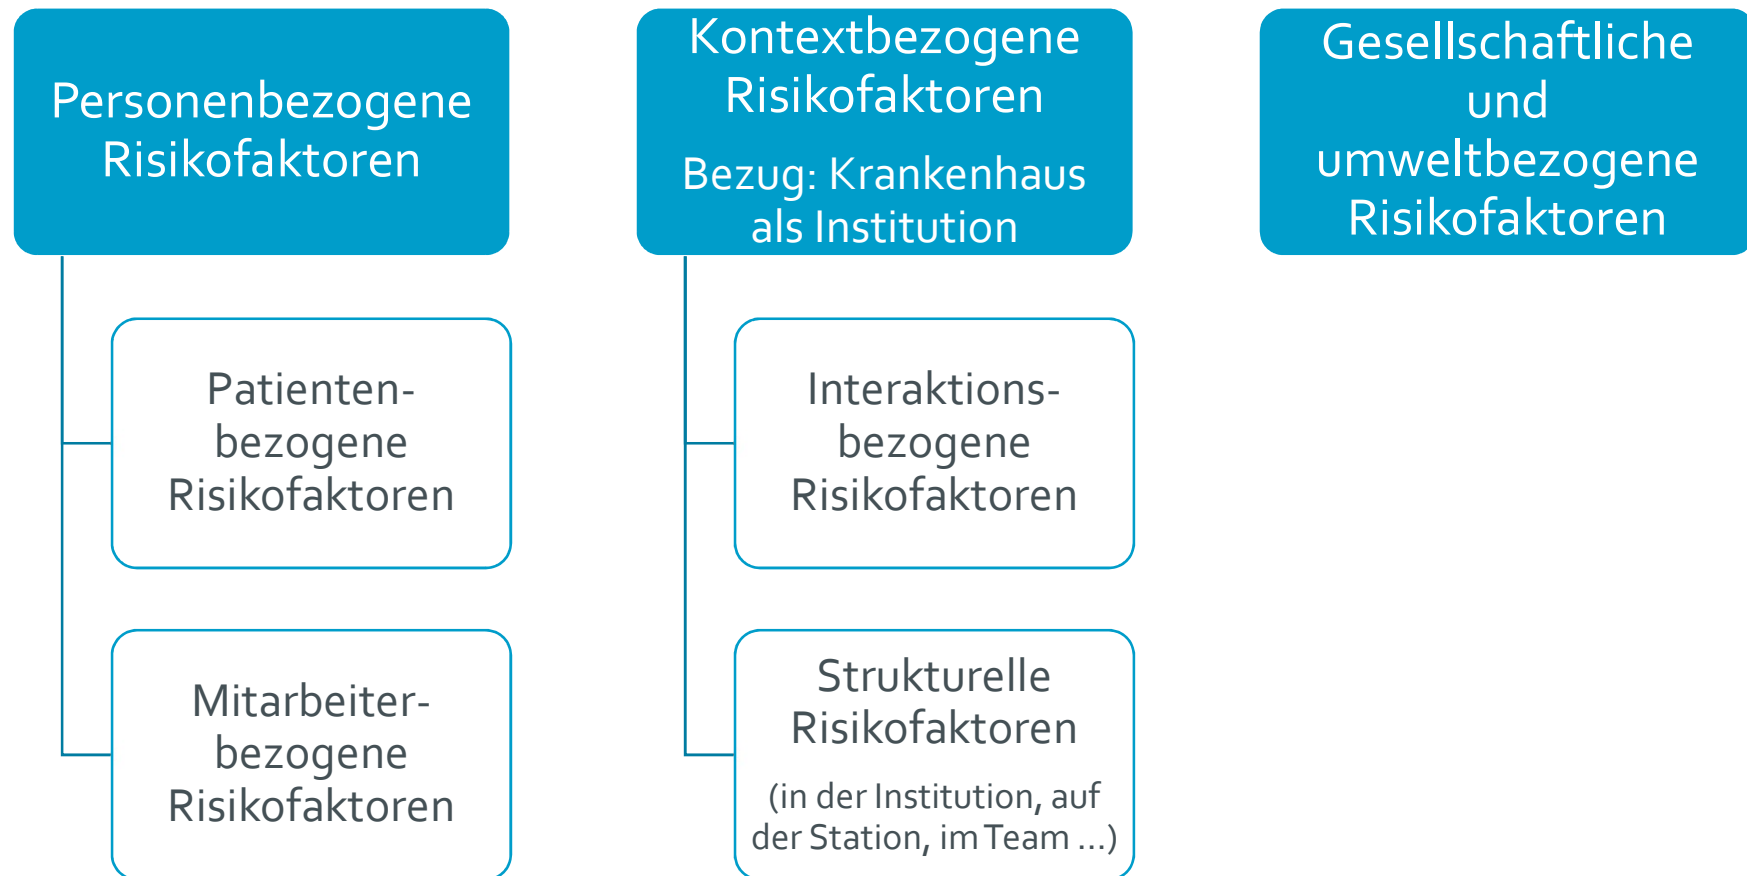 Personenbezogene
Risikofaktoren
Patienten-
bezogene
Risikofaktoren
Mitarbeiter-
bezogene
Risikofaktoren
Kontextbezogene
Risikofaktoren
Bezug: Krankenhaus
als Institution
Interaktions-
bezogene
Risikofaktoren
Strukturelle
Risikofaktoren
(in der Institution, auf
der Station, im Team ...)
Gesellschaftliche
und
umweltbezogene
Risikofaktoren